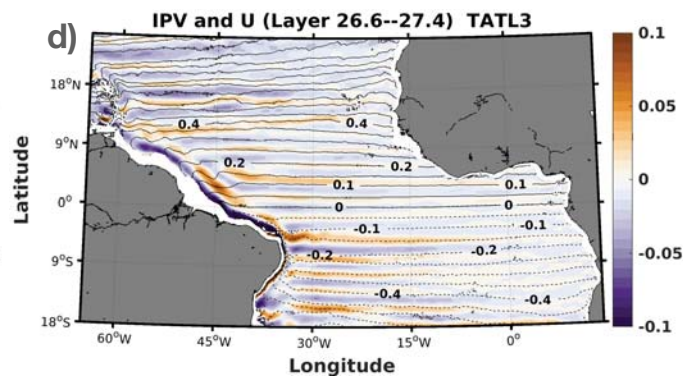 d)
IPV and U (Layer 26.6--27.4) TATL3
Latitude
18°N
9°N
0°
9°S
18°S
0.4
0.4
0.2
0.2
0.1
0.1
0
0
-0.1
-0.1
-0.2
-0.2
-0.4
-0.4
60°W
45°W
30°W
15°W
0°
Longitude
0.1
0.05
0
-0.05
-0.1